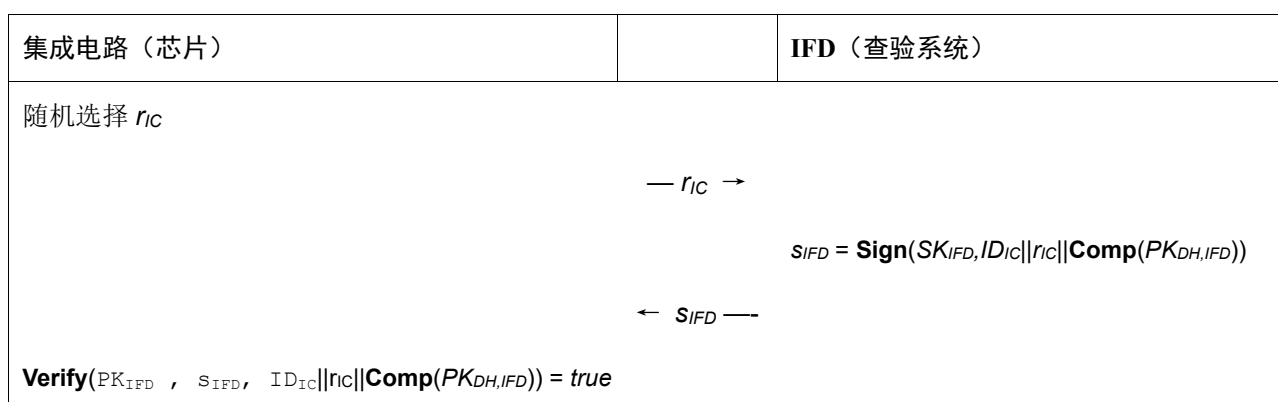 集成电路（芯片） IFD（查验系统）
随机选择 rIC
— rIC →
sIFD = Sign(SKIFD,IDIC||rIC||Comp(PKDH,IFD))
← sIFD —-
Verify(PKIFD , sIFD, IDIC||rIC||Comp(PKDH,IFD)) = true